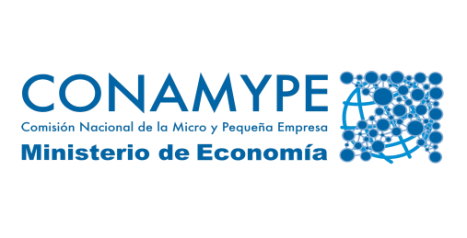 CONAMYPE
Comisión Nacional de la Micro y Pequeña Empresa
Ministerio de Economía